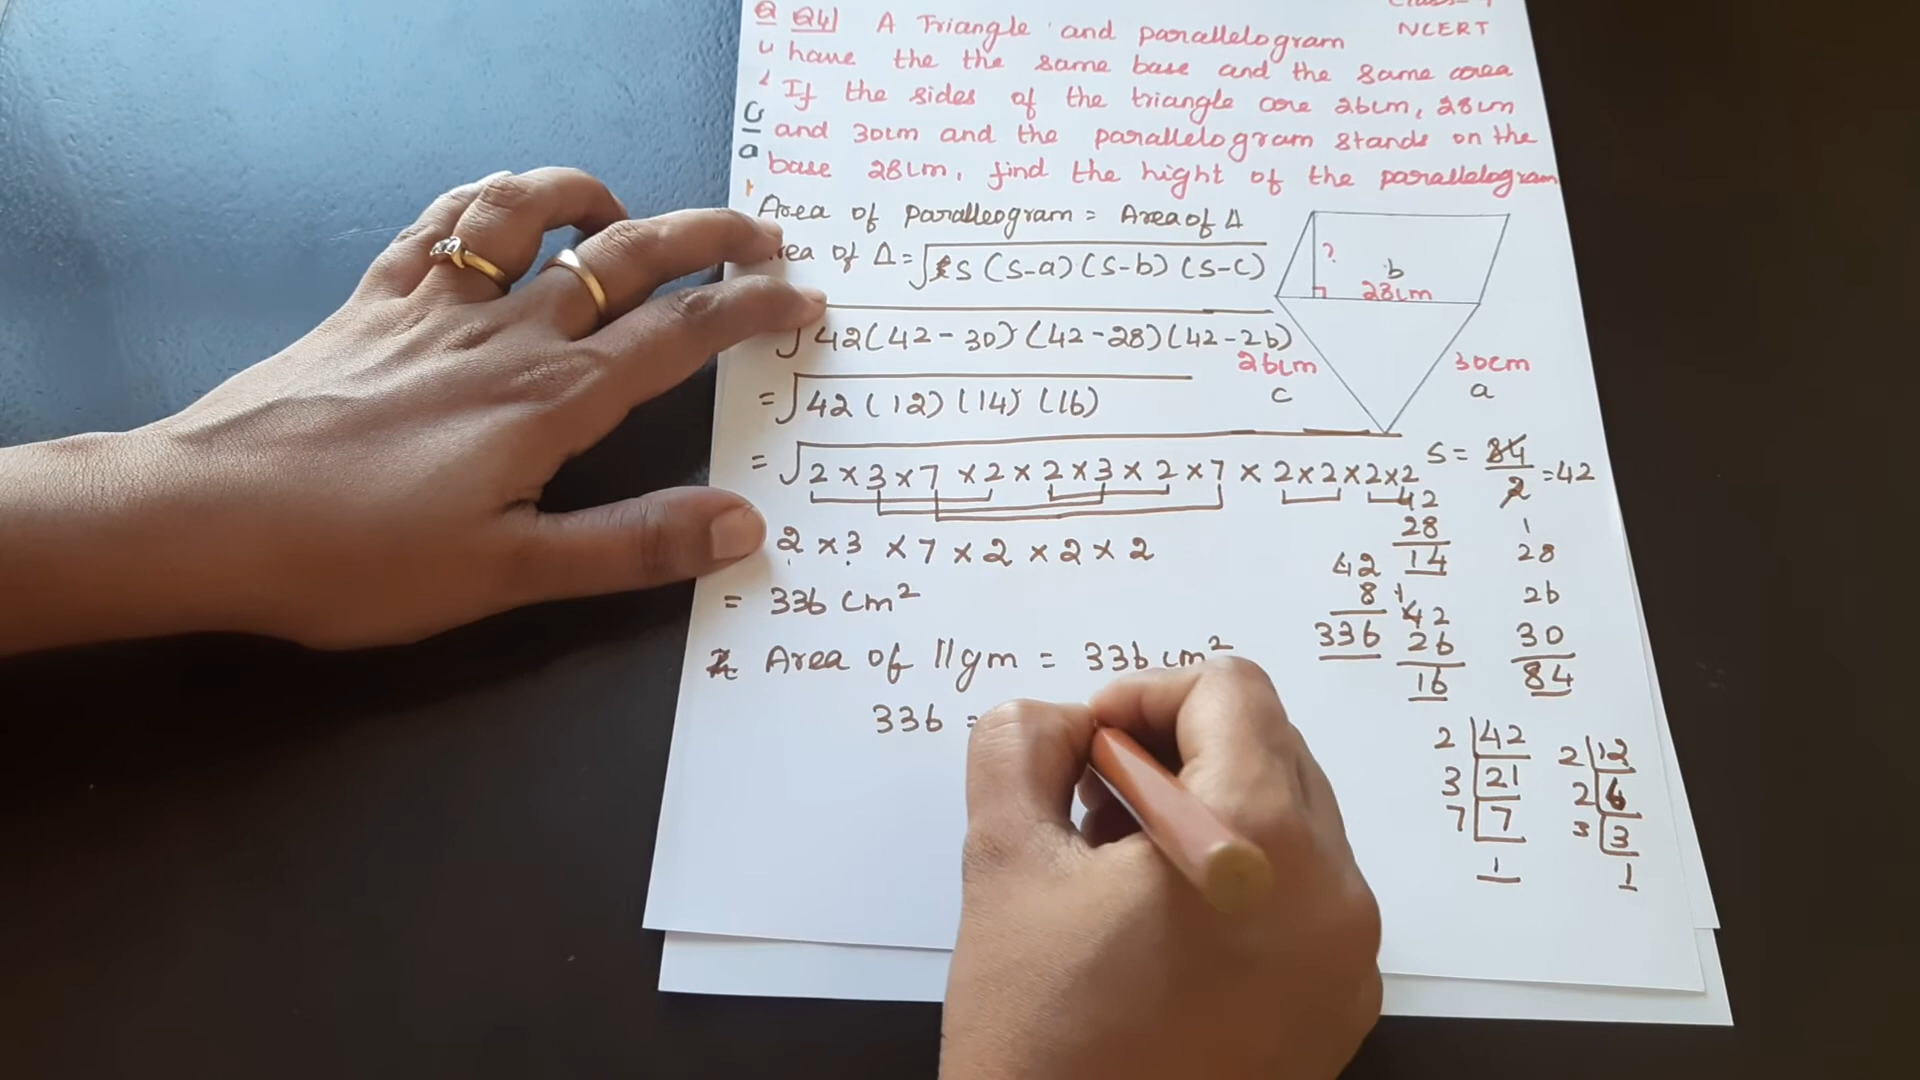 Q Q4) A Triangle and parallelogram
NCERT
have the the same base and the same area
If the sides of the triangle are 26cm, 28cm
and 30cm and the parallelogram stands on the
base 28cm, find the hight of the parallelogram
Area of paralleogram = Area of Δ
rea of Δ = √s (s-a) (s-b) (s-c)
?
b
28cm
√42(42-30) (42-28)(42-26)
26cm
c
30cm
a
= √42 (12) (14) (16)
= √2×3×7 ×2×2×3×2×7×2×2×2×2
S = 84/2 = 42
2 ×3 ×7 × 2 × 2 × 2
= 336 cm²
42
28
14
42
8
336
42
26
16
1
28
26
30
84
Area of llgm = 336 cm²
336 =
2 42
3 21
7 7
1
2 12
2 6
3 3
1